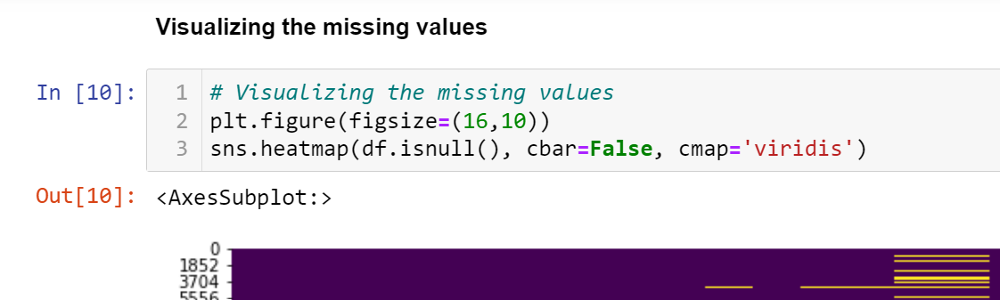 Visualizing the missing values
In [10]:
1 # Visualizing the missing values
2 plt.figure(figsize=(16,10))
3 sns.heatmap(df.isnull(), cbar=False, cmap='viridis')
Out[10]: <AxesSubplot:>
0
1852
3704
5556